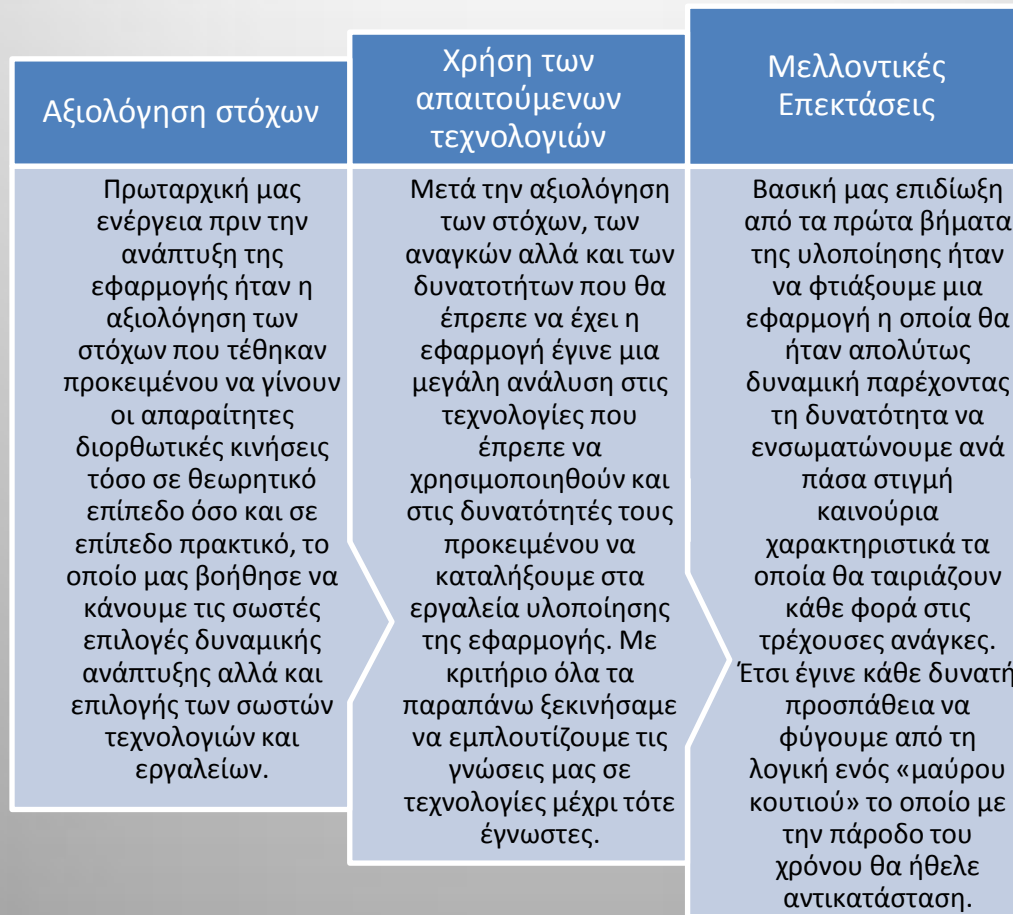 Αξιολόγηση στόχων
Πρωταρχική μας
ενέργεια πριν την
ανάπτυξη της
εφαρμογής ήταν η
αξιολόγηση των
στόχων που τέθηκαν
προκειμένου να γίνουν
οι απαραίτητες
διορθωτικές κινήσεις
τόσο σε θεωρητικό
επίπεδο όσο και σε
επίπεδο πρακτικό, το
οποίο μας βοήθησε να
κάνουμε τις σωστές
επιλογές δυναμικής
ανάπτυξης αλλά και
επιλογής των σωστών
τεχνολογιών και
εργαλείων.
Χρήση των
απαιτούμενων
τεχνολογιών
Μετά την αξιολόγηση
των στόχων, των
αναγκών αλλά και των
δυνατοτήτων που θα
έπρεπε να έχει η
εφαρμογή έγινε μια
μεγάλη ανάλυση στις
τεχνολογίες που
έπρεπε να
χρησιμοποιηθούν και
στις δυνατότητές τους
προκειμένου να
καταλήξουμε στα
εργαλεία υλοποίησης
της εφαρμογής. Με
κριτήριο όλα τα
παραπάνω ξεκινήσαμε
να εμπλουτίζουμε τις
γνώσεις μας σε
τεχνολογίες μέχρι τότε
έγνωστες.
Μελλοντικές
Επεκτάσεις
Βασική μας επιδίωξη
από τα πρώτα βήματα
της υλοποίησης ήταν
να φτιάξουμε μια
εφαρμογή η οποία θα
ήταν απολύτως
δυναμική παρέχοντας
τη δυνατότητα να
ενσωματώνουμε ανά
πάσα στιγμή
καινούρια
χαρακτηριστικά τα
οποία θα ταιριάζουν
κάθε φορά στις
τρέχουσες ανάγκες.
Έτσι έγινε κάθε δυνατή
προσπάθεια να
φύγουμε από τη
λογική ενός «μαύρου
κουτιού» το οποίο με
την πάροδο του
χρόνου θα ήθελε
αντικατάσταση.